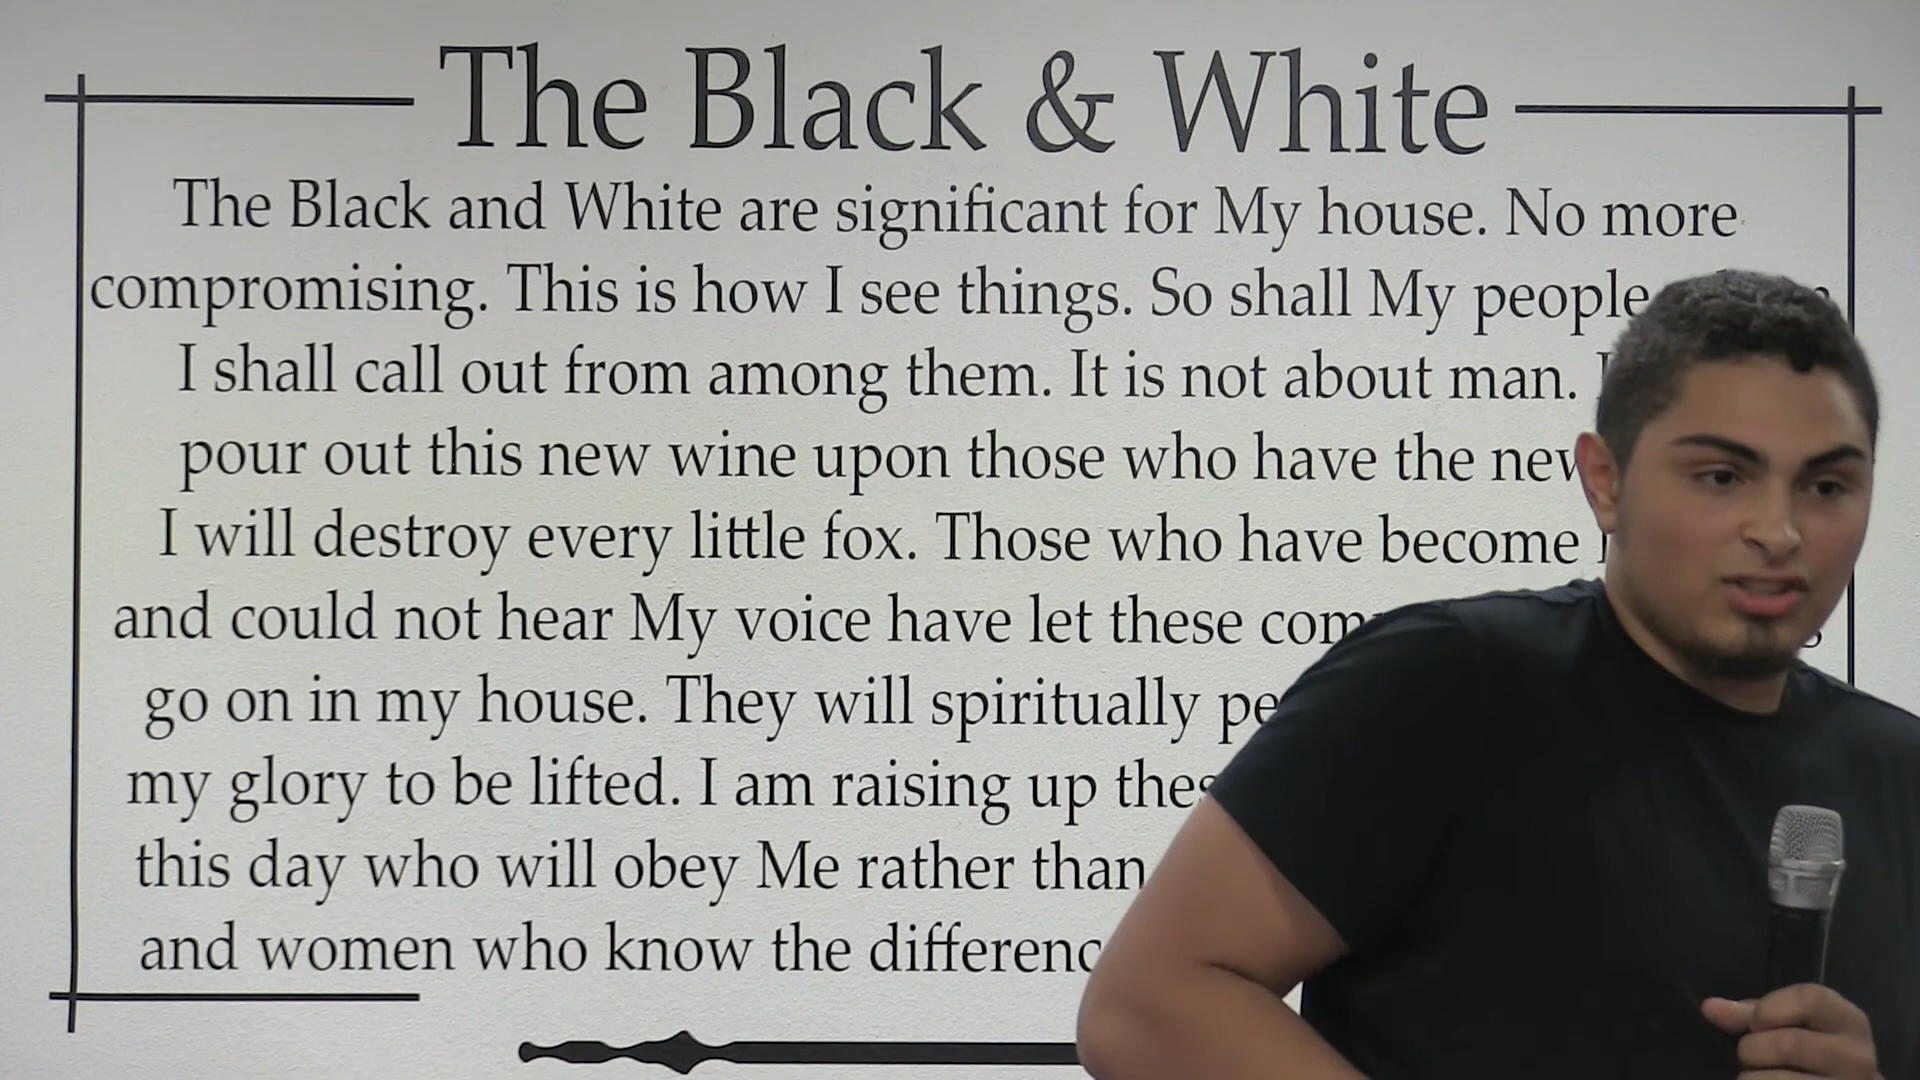 The Black & White
The Black and White are significant for My house. No more
compromising. This is how I see things. So shall My people
I shall call out from among them. It is not about man.
pour out this new wine upon those who have the new
I will destroy every little fox. Those who have become
and could not hear My voice have let these
go on in my house. They will spiritually
my glory to be lifted. I am raising up
this day who will obey Me rather than
and women who know the